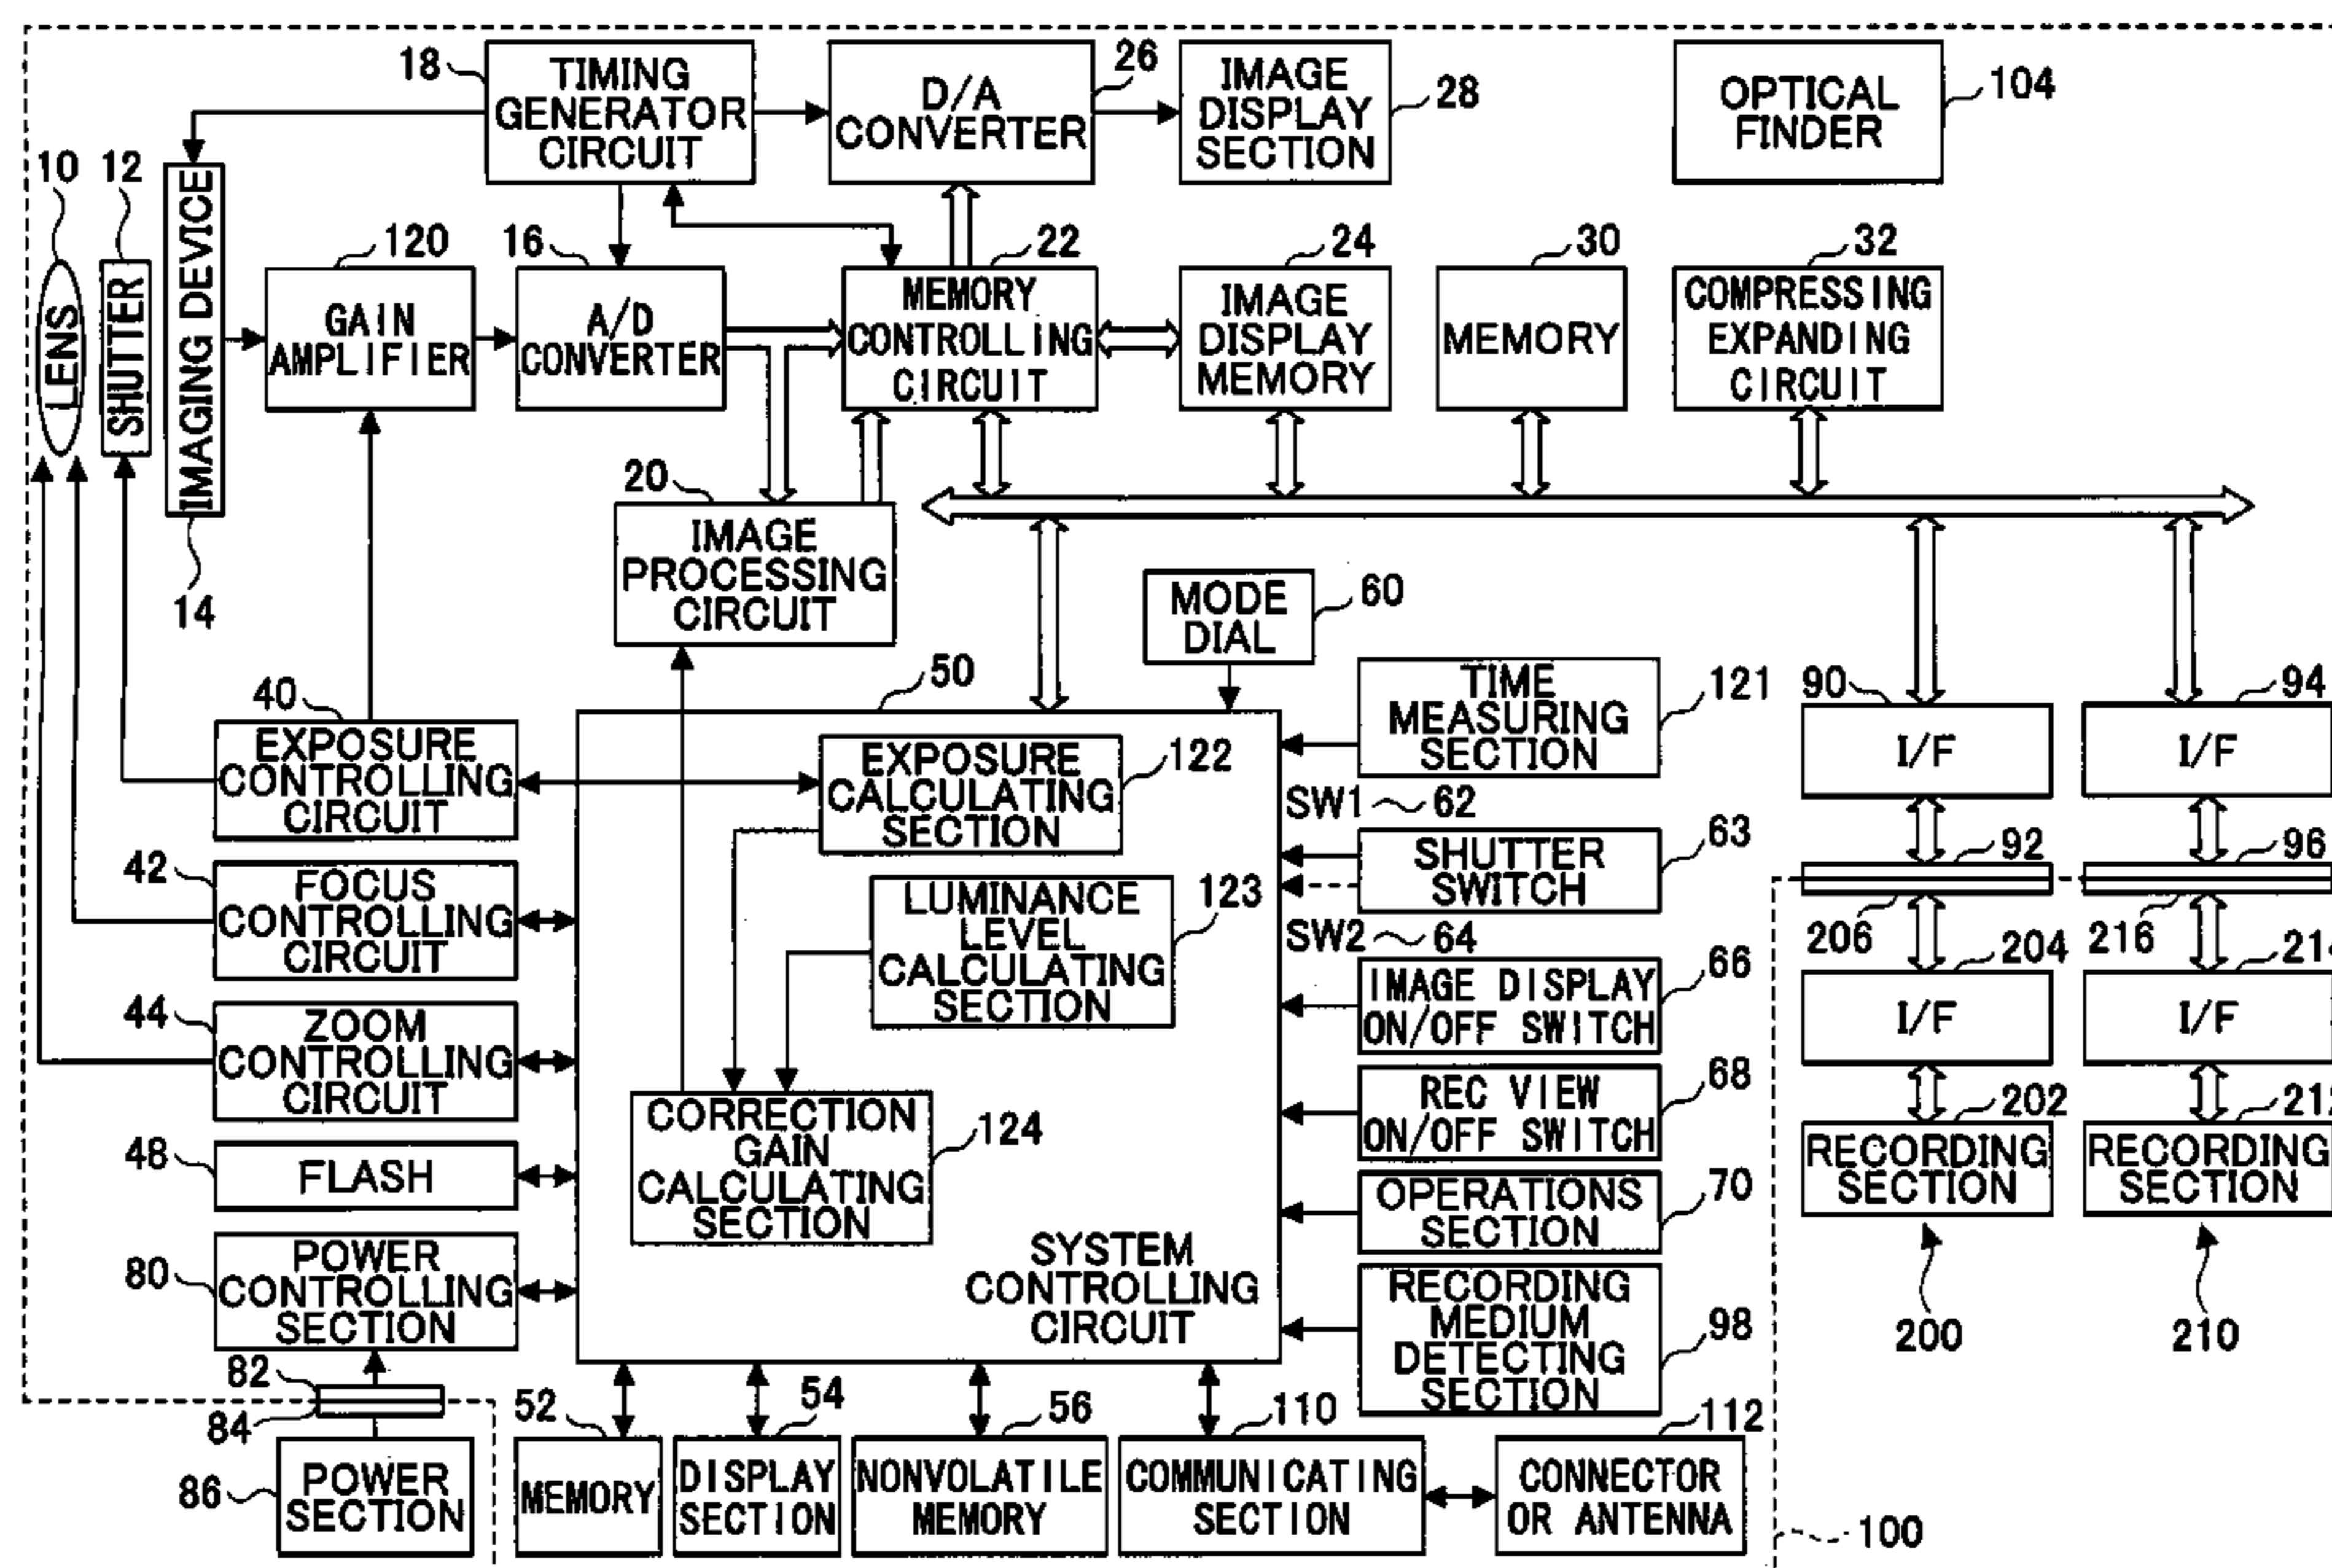 18
TIMING
GENERATOR
CIRCUIT
D/A
CONVERTER
26
IMAGE
DISPLAY
SECTION
28
OPTICAL
FINDER
104
10
LENS
12
SHUTTER
IMAGING DEVICE
14
120
GAIN
AMPLIFIER
16
A/D
CONVERTER
22
MEMORY
CONTROLLING
CIRCUIT
24
IMAGE
DISPLAY
MEMORY
30
MEMORY
32
COMPRESSING
EXPANDING
CIRCUIT
20
IMAGE
PROCESSING
CIRCUIT
MODE
DIAL
60
50
40
EXPOSURE
CONTROLLING
CIRCUIT
EXPOSURE
CALCULATING
SECTION
122
TIME
MEASURING
SECTION
121
SW1 62
SHUTTER
SWITCH
63
SW2 64
42
FOCUS
CONTROLLING
CIRCUIT
LUMINANCE
LEVEL
CALCULATING
SECTION
123
IMAGE DISPLAY
ON/OFF SWITCH
66
44
ZOOM
CONTROLLING
CIRCUIT
REC VIEW
ON/OFF SWITCH
68
CORRECTION
GAIN
CALCULATING
SECTION
124
48
FLASH
OPERATIONS
SECTION
70
80
POWER
CONTROLLING
SECTION
SYSTEM
CONTROLLING
CIRCUIT
RECORDING
MEDIUM
DETECTING
SECTION
98
90
I/F
94
I/F
92
96
206
204
216
214
I/F
I/F
202
212
RECORDING
SECTION
RECORDING
SECTION
200
210
82
84
86
POWER
SECTION
52
MEMORY
54
DISPLAY
SECTION
56
NONVOLATILE
MEMORY
110
COMMUNICATING
SECTION
112
CONNECTOR
OR ANTENNA
100